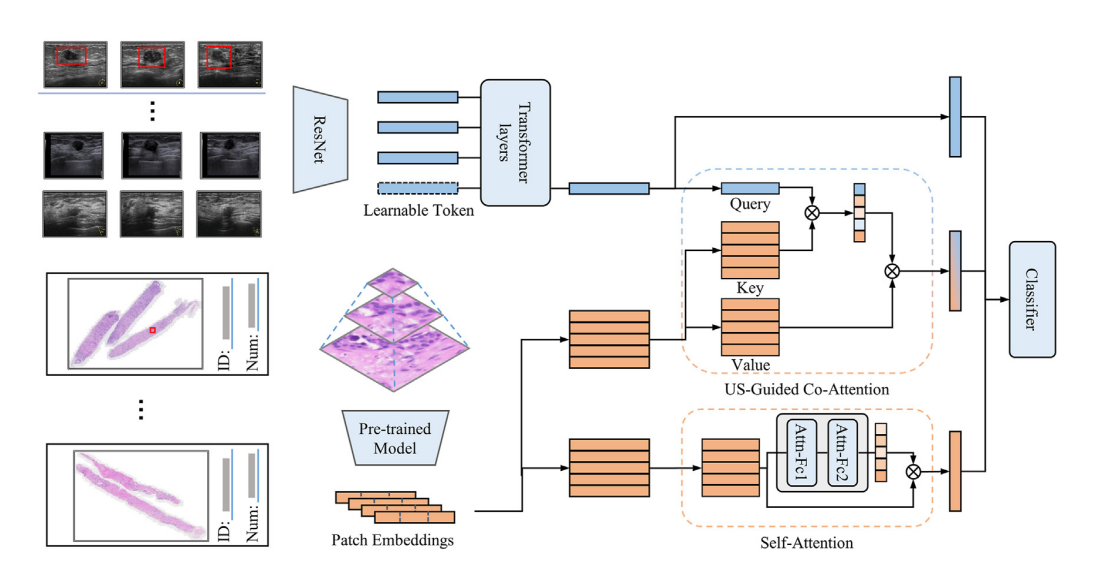 ResNet
Learnable Token
Transformer
layers
Query
Key
Value
US-Guided Co-Attention
Classifier
ID:
Num:
Pre-trained
Model
Patch Embeddings
ID:
Num:
Attn-Fc1
Attn-Fc2
Self-Attention